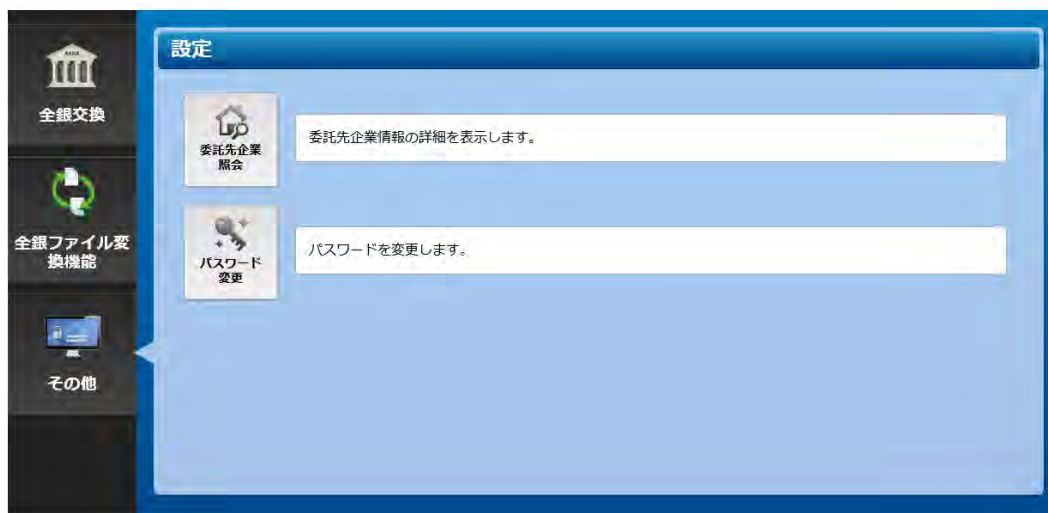 BANK
全銀交換
全銀ファイル変
換機能
その他
設定
委託先企業
照会
委託先企業情報の詳細を表示します。
パスワード
変更
パスワードを変更します。